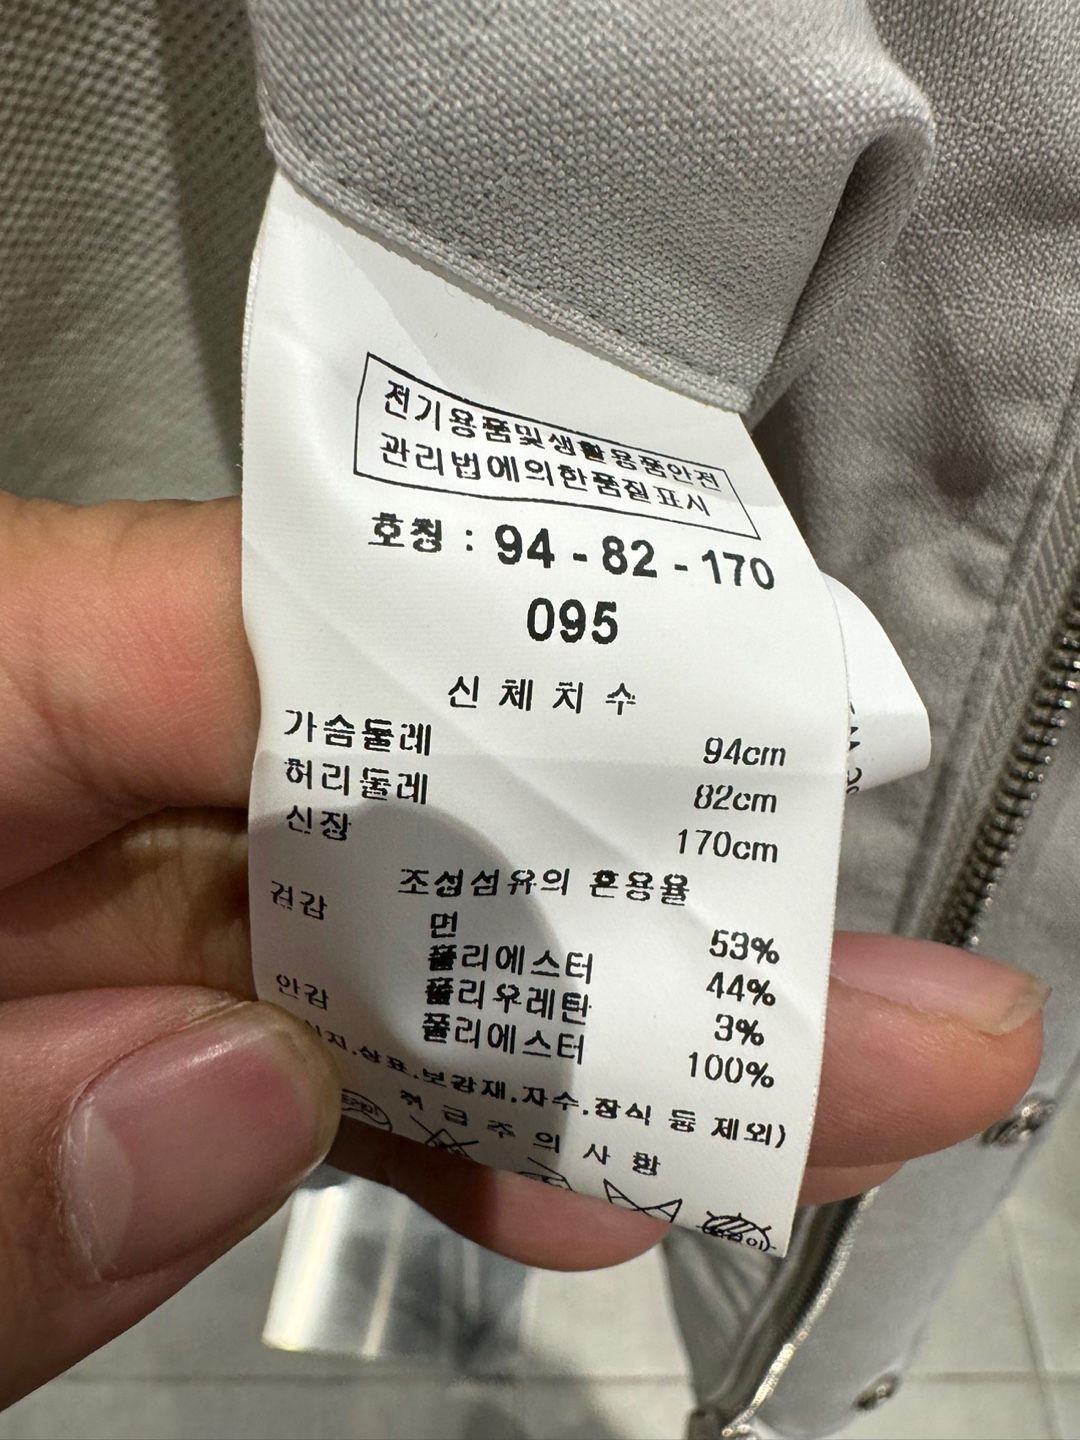 전기용품및생활용품안전
관리법에의한품질표시
호칭 : 94 - 82 - 170
095
신 체 치 수
가슴둘레 94cm
허리둘레 82cm
신장 170cm
조성섬유의 혼용율
겉감 면 53%
폴리에스터 44%
폴리우레탄 3%
안감 폴리에스터 100%
지,상표,보강재,자수,장식 등 제외)
취 급 주 의 사 항